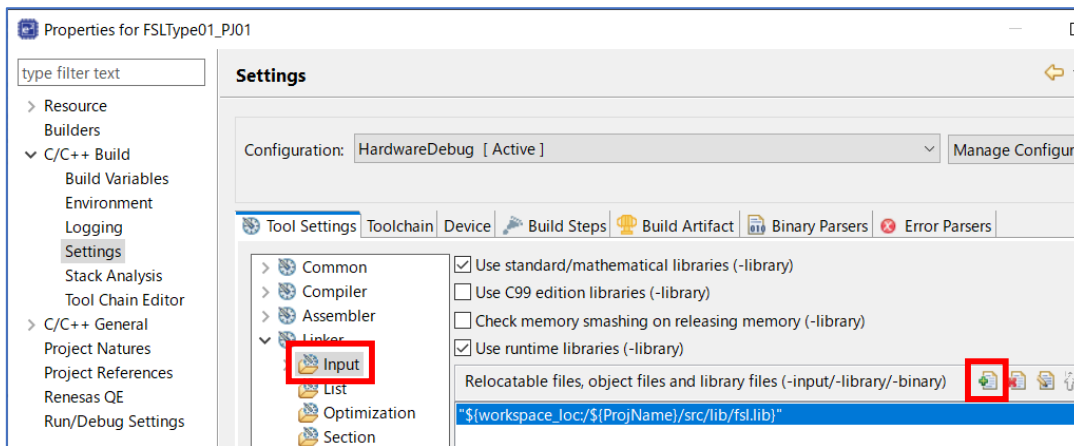 Properties for FSLType01_PJ01
type filter text
Settings
Resource
Builders
C/C++ Build
Build Variables
Environment
Logging
Settings
Stack Analysis
Tool Chain Editor
C/C++ General
Project Natures
Project References
Renesas QE
Run/Debug Settings
Configuration: HardwareDebug [ Active ]
Manage Configur
Tool Settings Toolchain Device Build Steps Build Artifact Binary Parsers Error Parsers
Common
Compiler
Assembler
Linker
Input
List
Optimization
Section
Use standard/mathematical libraries (-library)
Use C99 edition libraries (-library)
Check memory smashing on releasing memory (-library)
Use runtime libraries (-library)
Relocatable files, object files and library files (-input/-library/-binary)
"${workspace_loc:/${ProjName}/src/lib/fsl.lib}"